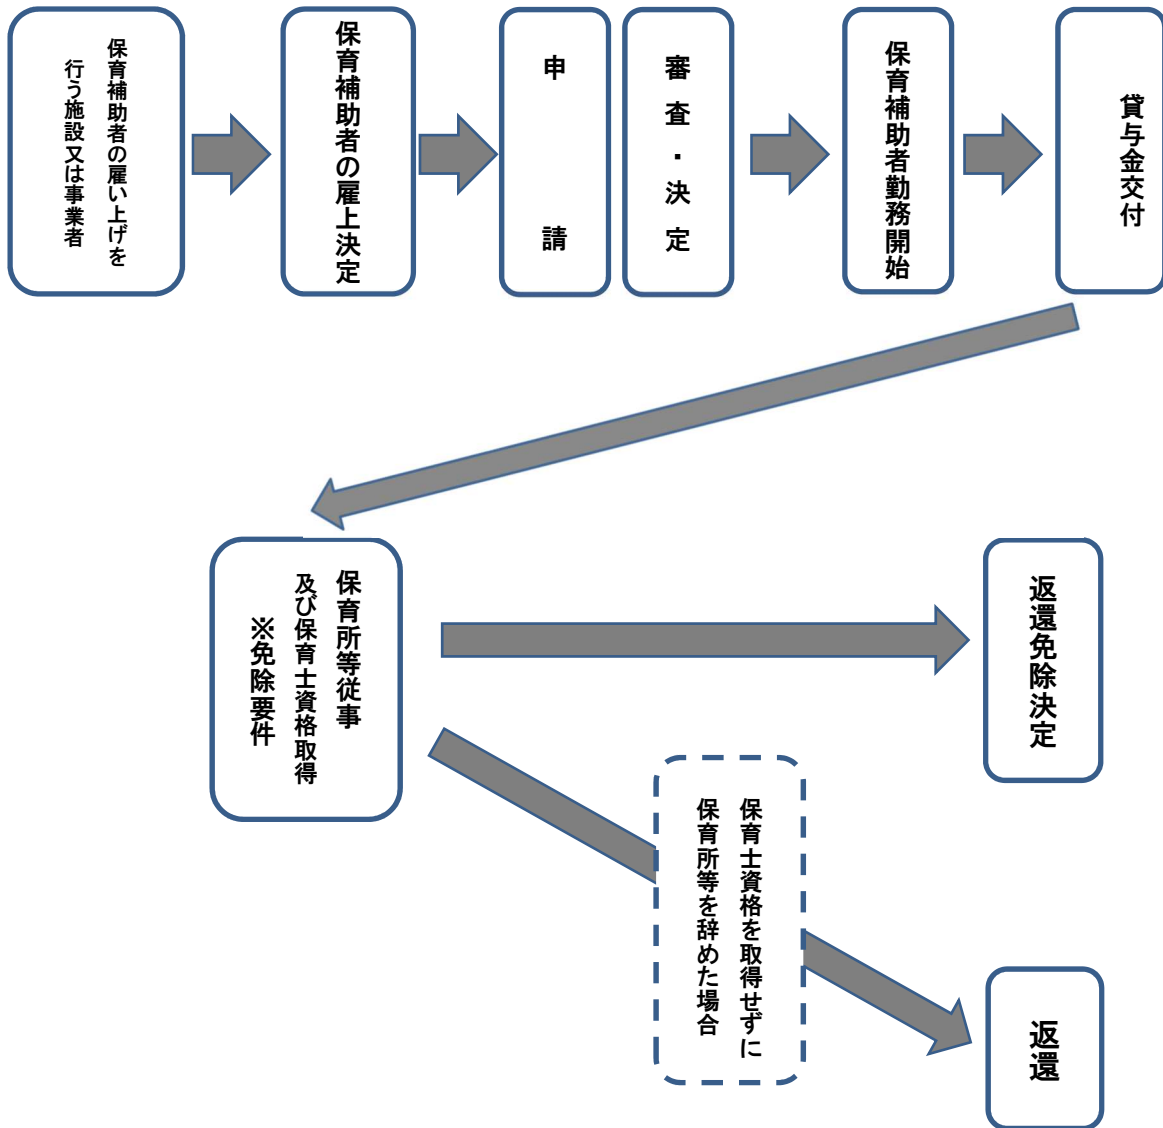 保育補助者の雇い上げを
行う施設又は事業者
保育補助者の雇上決定
申請
審査・決定
保育補助者勤務開始
貸与金交付
保育所等従事
及び保育士資格取得
※免除要件
返還免除決定
保育士資格を取得せずに
保育所等を辞めた場合
返還